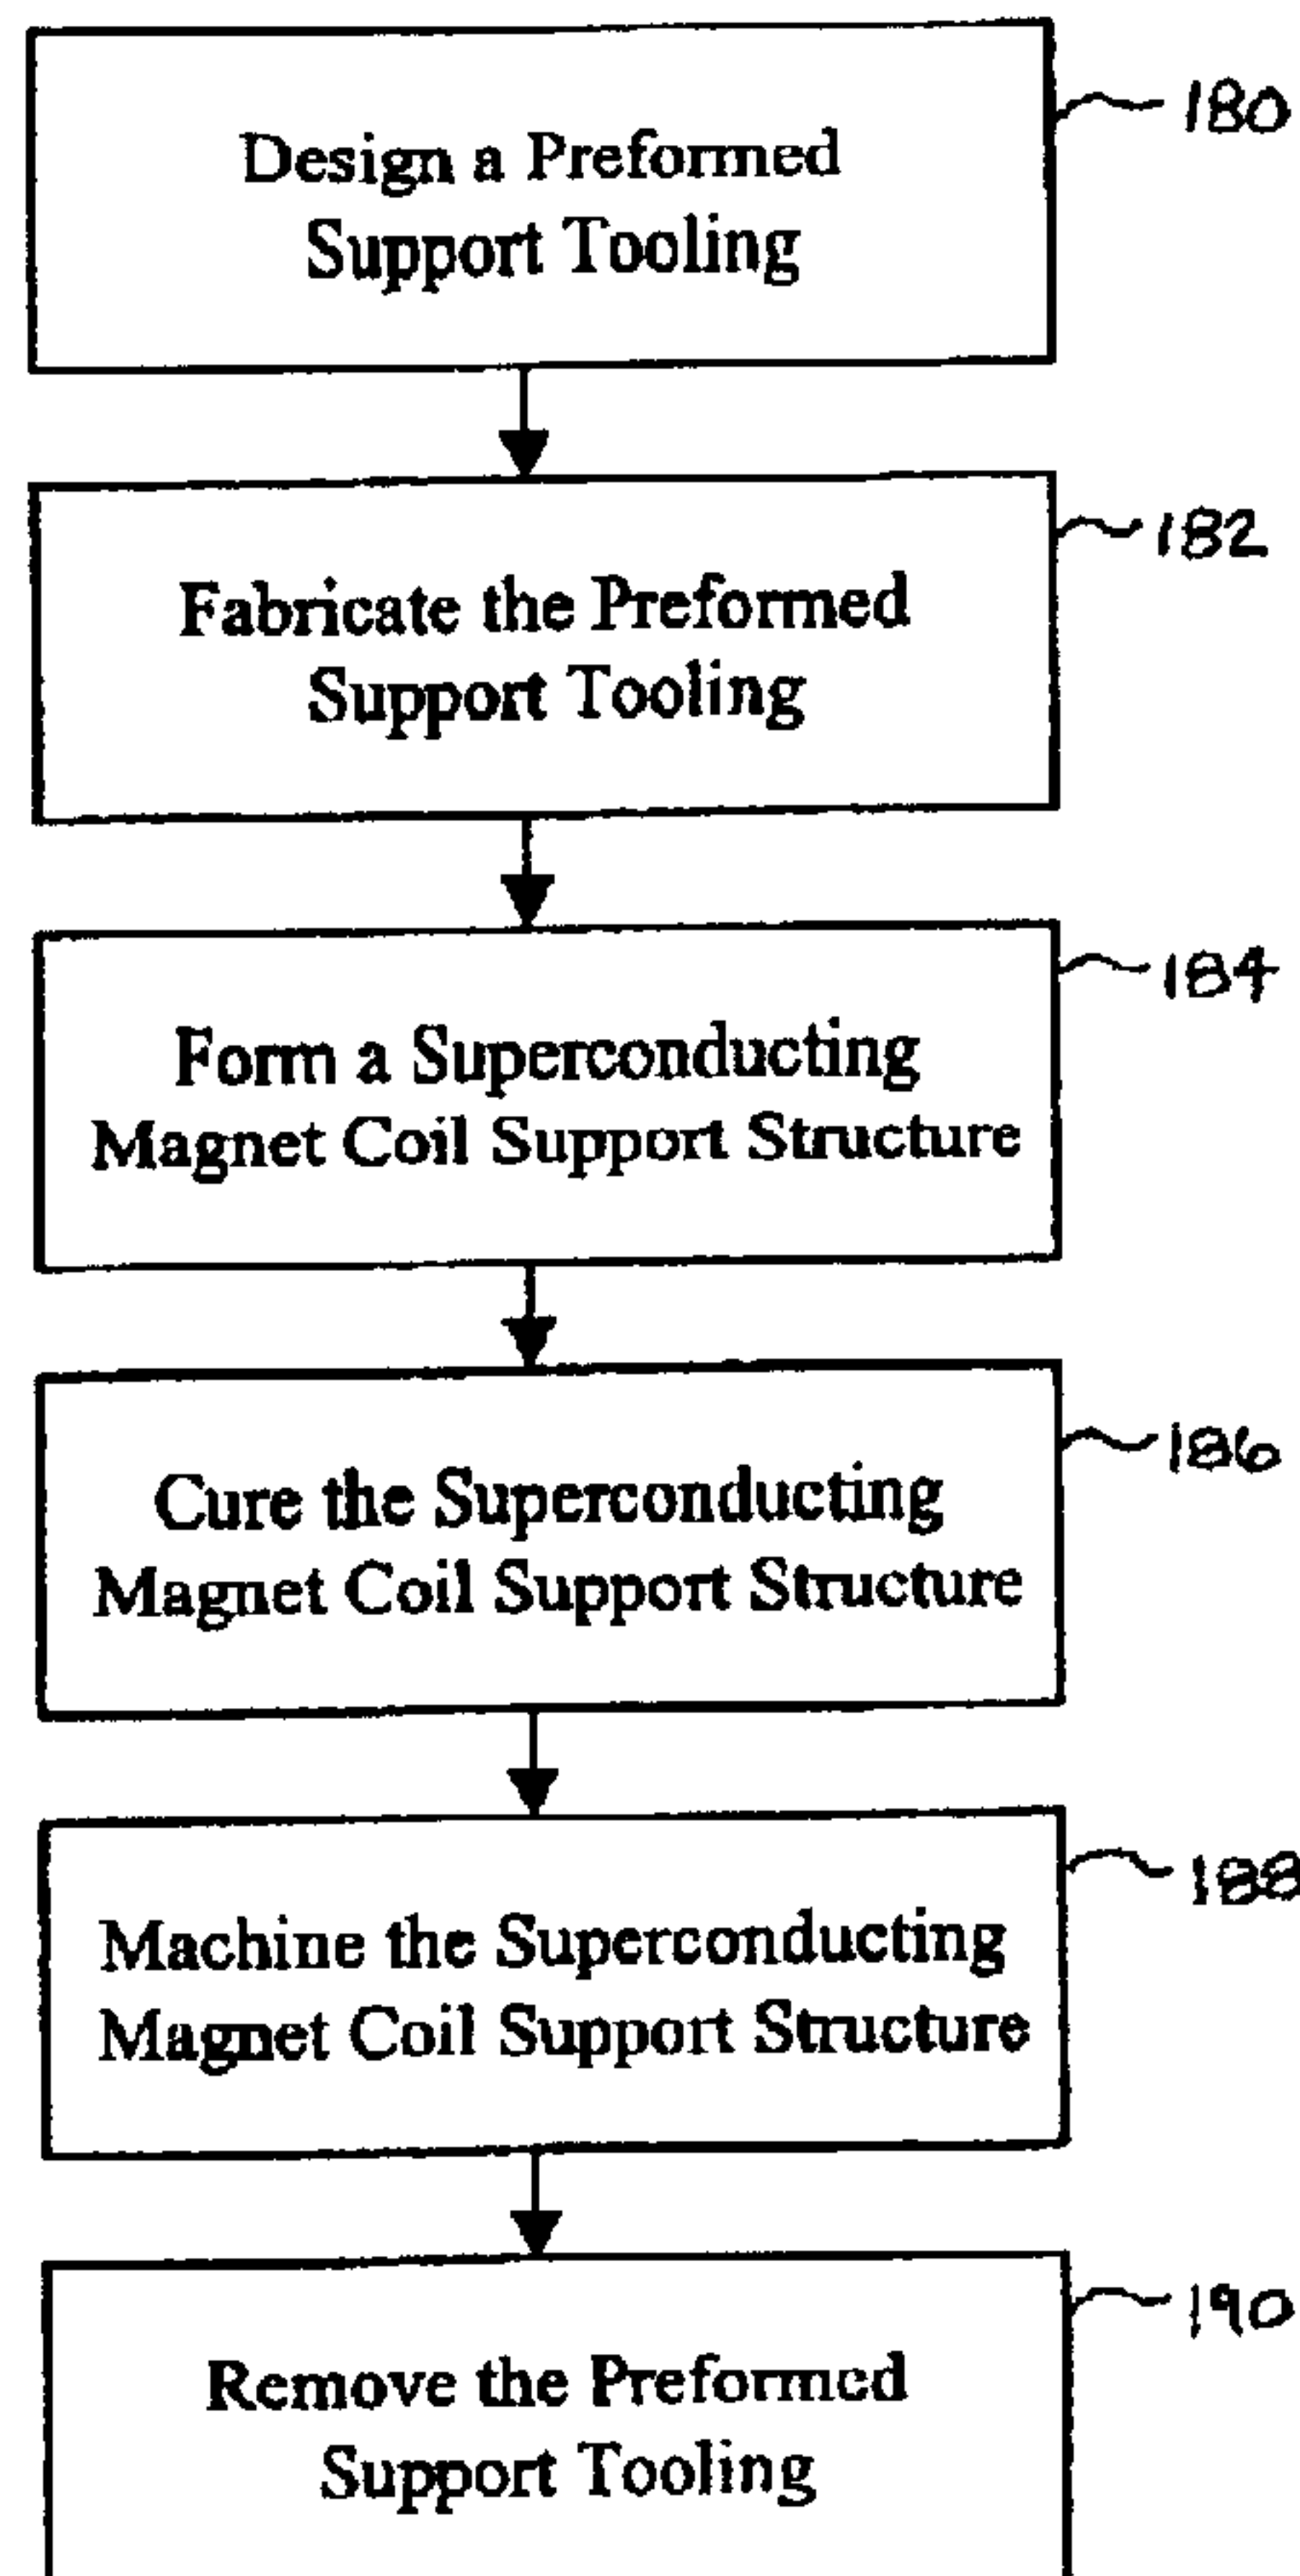 Design a Preformed
Support Tooling
180
Fabricate the Preformed
Support Tooling
182
Form a Superconducting
Magnet Coil Support Structure
184
Cure the Superconducting
Magnet Coil Support Structure
186
Machine the Superconducting
Magnet Coil Support Structure
188
Remove the Preformed
Support Tooling
190